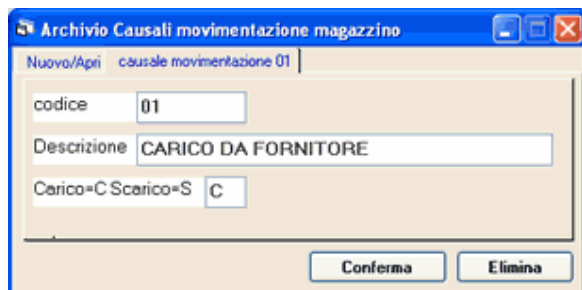 Archivio Causali movimentazione magazzino
Nuovo/Apri causale movimentazione 01
codice 01
Descrizione CARICO DA FORNITORE
Carico=C Scarico=S C
Conferma Elimina